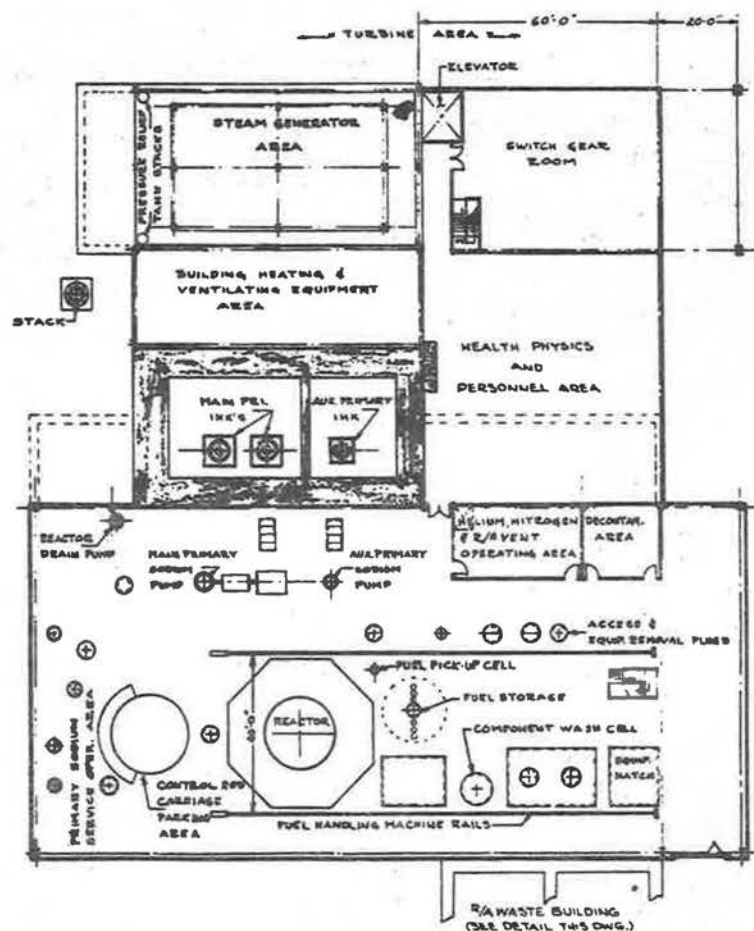 60'-0"
20'-0"
TURBINE AREA
ELEVATOR
STEAM GENERATOR
AREA
SWITCH GEAR
ROOM
PRESSURE RELIEF
TANK STACKS
BUILDING HEATING &
VENTILATING EQUIPMENT
AREA
STACK
HEALTH PHYSICS
AND
PERSONNEL AREA
MAIN PRI.
IHX'S
AUX. PRIMARY
IHX
REACTOR
DRAIN PUMP
MAIN PRIMARY
SODIUM
PUMP
AUX. PRIMARY
SODIUM
PUMP
HELIUM, NITROGEN
& R/A VENT
OPERATING AREA
DECONTAM.
AREA
ACCESS &
EQUIP. REMOVAL PLUGS
FUEL PICK-UP CELL
FUEL STORAGE
REACTOR
COMPONENT WASH CELL
EQUIP.
HATCH
PRIMARY SODIUM
SERVICE OPER. AREA
CONTROL ROD
CARRIAGE
PARKING
AREA
FUEL HANDLING MACHINE RAILS
R/A WASTE BUILDING
(SEE DETAIL THIS DWG.)